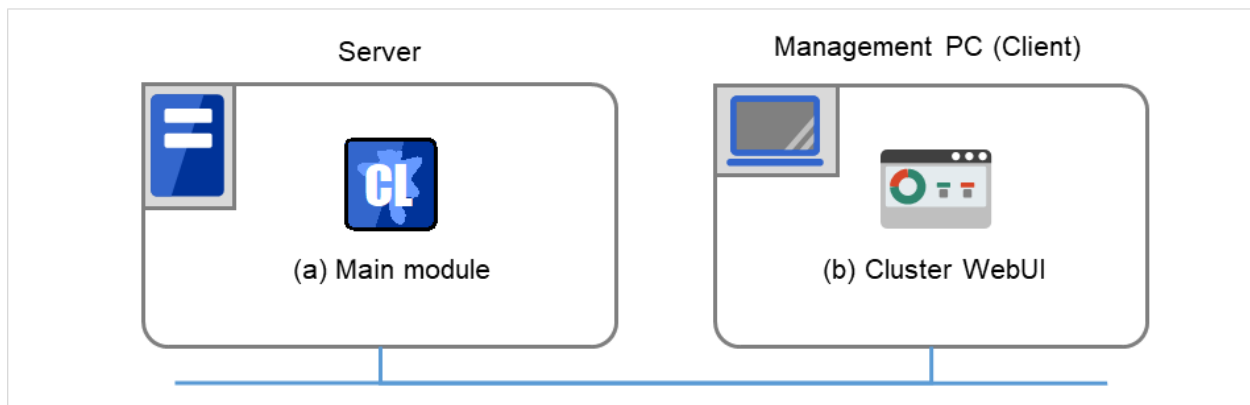 Server
Management PC (Client)
CL
(a) Main module
(b) Cluster WebUI